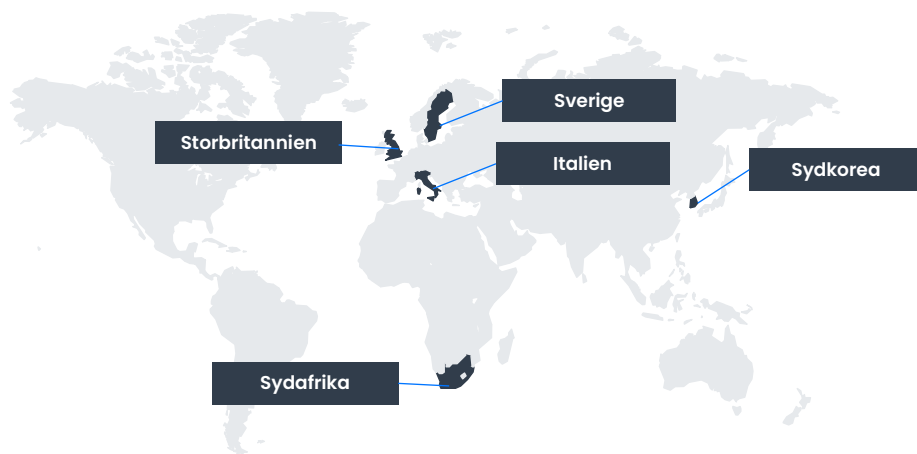 Sverige
Storbritannien
Italien
Sydkorea
Sydafrika